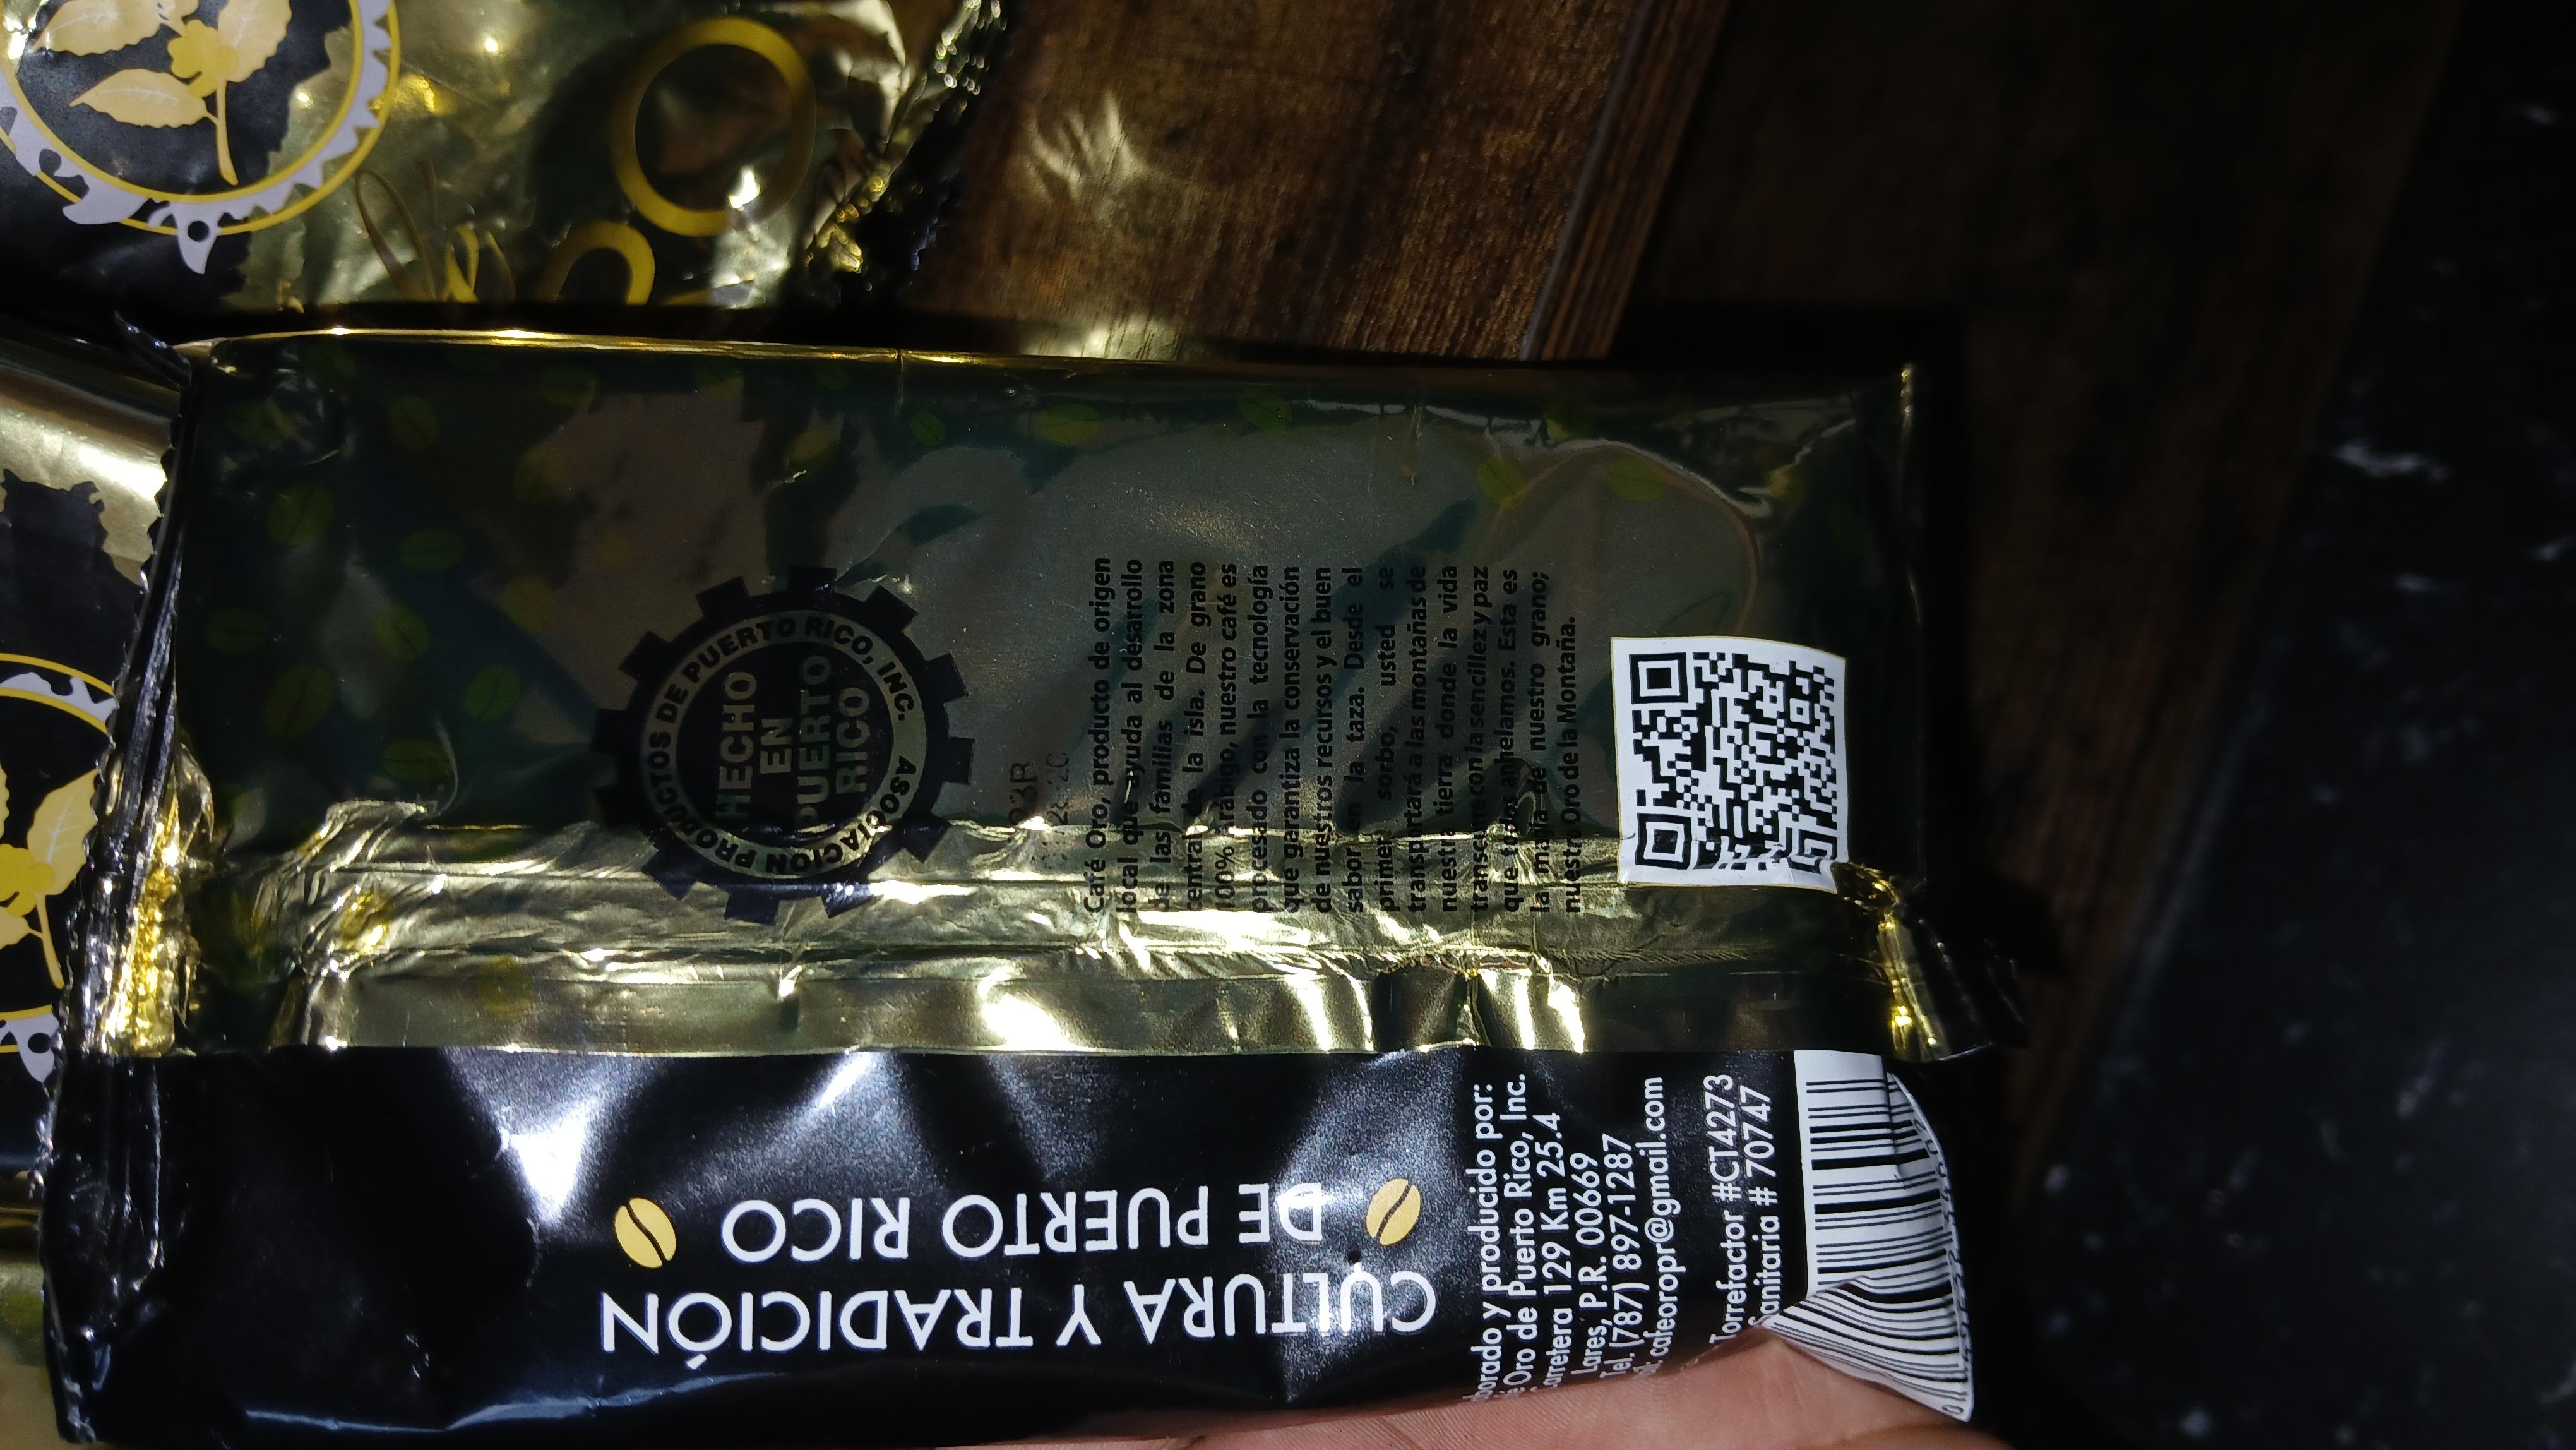 ASOCIACIÓN PRODUCTOS DE PUERTO RICO, INC.
HECHO
EN
PUERTO
RICO
Café Oro, producto de origen
local que ayuda al desarrollo
de las familias de la zona
central de la isla. De grano
100% arábigo, nuestro café es
procesado con la tecnología
que garantiza la conservación
de nuestros recursos y el buen
sabor en la taza. Desde el
primer sorbo, usted se
transportará a las montañas de
nuestra tierra donde la vida
transcurre con la sencillez y paz
que todos anhelamos. Esta es
la magia de nuestro grano;
nuestro Oro de la Montaña.
CULTURA Y TRADICIÓN
DE PUERTO RICO
borado y producido por:
é Oro de Puerto Rico, Inc.
Carretera 129 Km 25.4
Lares, P.R. 00669
Tel. (787) 897-1287
cafeoropr@gmail.com
Torrefactor #CT4273
Sanitaria # 70747